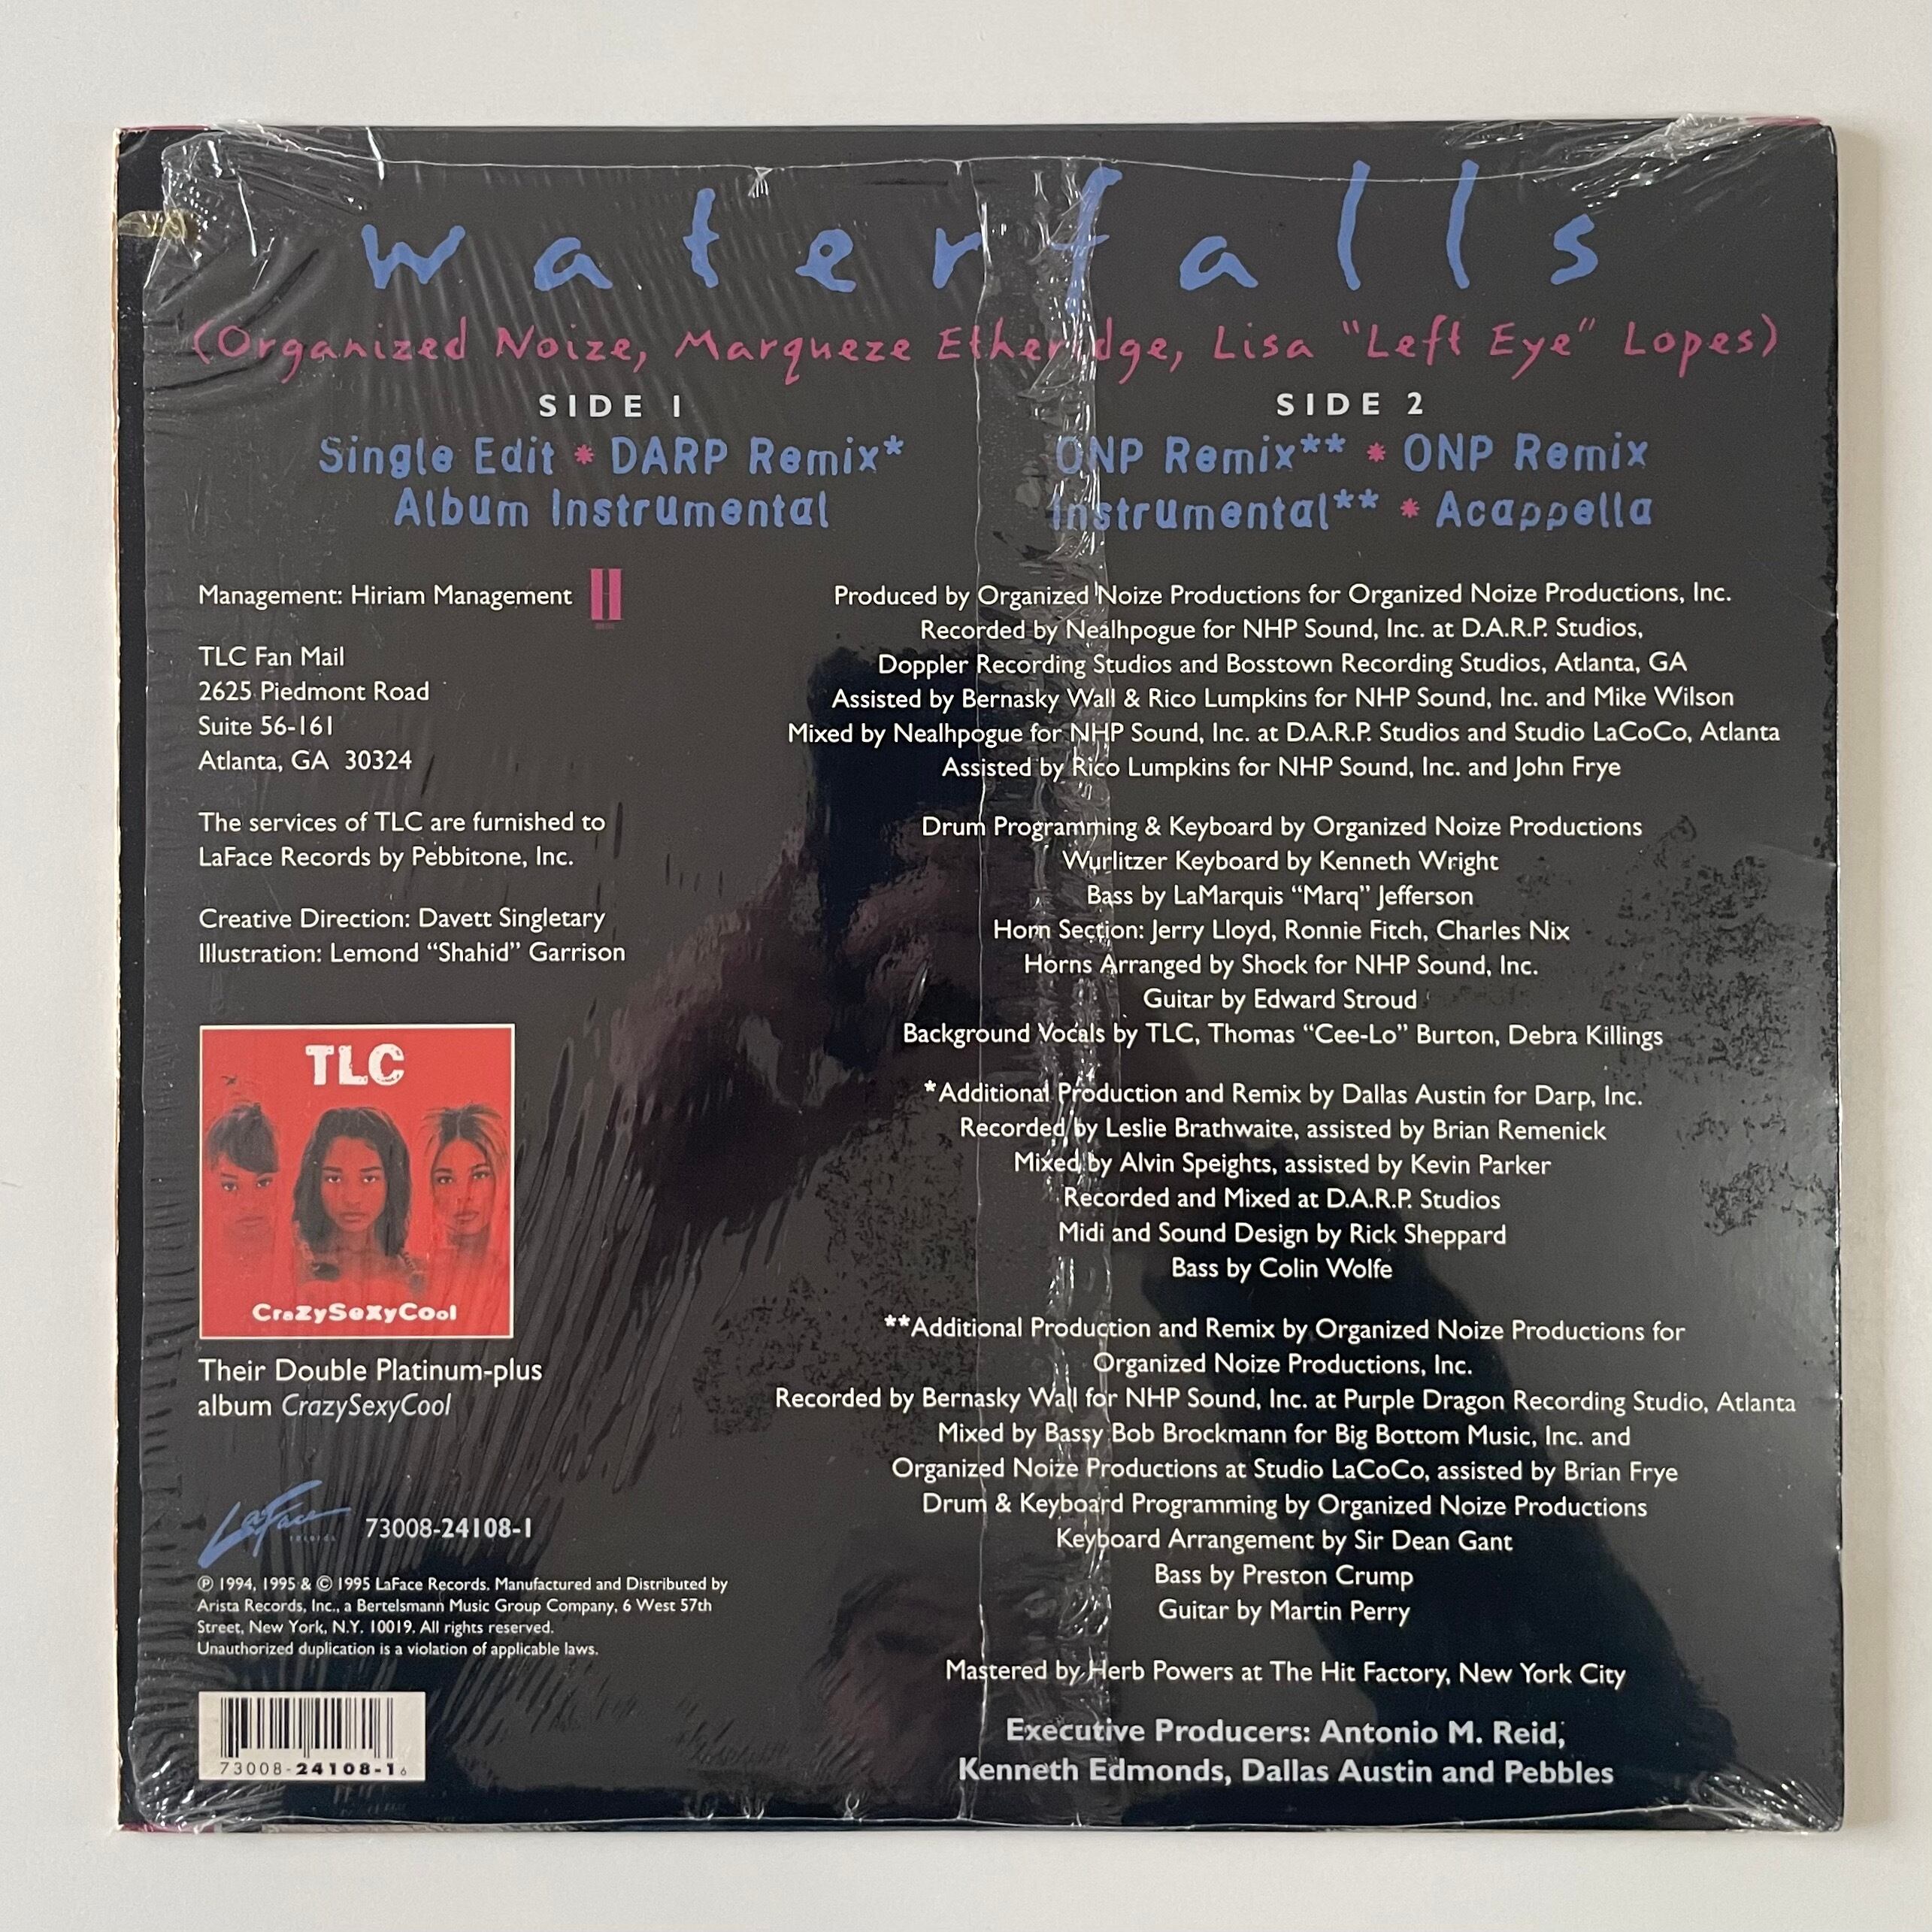 waterfalls
(Organized Noize, Marqueze Etheridge, Lisa "Left Eye" Lopes)
SIDE 1
Single Edit * DARP Remix*
Album Instrumental
SIDE 2
ONP Remix** * ONP Remix
Instrumental** * Acappella
Management: Hiriam Management
TLC Fan Mail
2625 Piedmont Road
Suite 56-161
Atlanta, GA 30324
The services of TLC are furnished to
LaFace Records by Pebbitone, Inc.
Creative Direction: Davett Singletary
Illustration: Lemond "Shahid" Garrison
TLC
CrazySexyCool
Their Double Platinum-plus
album CrazySexyCool
LaFace
records
73008-24108-1
℗ 1994, 1995 & © 1995 LaFace Records. Manufactured and Distributed by
Arista Records, Inc., a Bertelsmann Music Group Company, 6 West 57th
Street, New York, N.Y. 10019. All rights reserved.
Unauthorized duplication is a violation of applicable laws.
73008-24108-1 6
Produced by Organized Noize Productions for Organized Noize Productions, Inc.
Recorded by Nealhpogue for NHP Sound, Inc. at D.A.R.P. Studios,
Doppler Recording Studios and Bosstown Recording Studios, Atlanta, GA
Assisted by Bernasky Wall & Rico Lumpkins for NHP Sound, Inc. and Mike Wilson
Mixed by Nealhpogue for NHP Sound, Inc. at D.A.R.P. Studios and Studio LaCoCo, Atlanta
Assisted by Rico Lumpkins for NHP Sound, Inc. and John Frye
Drum Programming & Keyboard by Organized Noize Productions
Wurlitzer Keyboard by Kenneth Wright
Bass by LaMarquis "Marq" Jefferson
Horn Section: Jerry Lloyd, Ronnie Fitch, Charles Nix
Horns Arranged by Shock for NHP Sound, Inc.
Guitar by Edward Stroud
Background Vocals by TLC, Thomas "Cee-Lo" Burton, Debra Killings
*Additional Production and Remix by Dallas Austin for Darp, Inc.
Recorded by Leslie Brathwaite, assisted by Brian Remenick
Mixed by Alvin Speights, assisted by Kevin Parker
Recorded and Mixed at D.A.R.P. Studios
Midi and Sound Design by Rick Sheppard
Bass by Colin Wolfe
**Additional Production and Remix by Organized Noize Productions for
Organized Noize Productions, Inc.
Recorded by Bernasky Wall for NHP Sound, Inc. at Purple Dragon Recording Studio, Atlanta
Mixed by Bassy Bob Brockmann for Big Bottom Music, Inc. and
Organized Noize Productions at Studio LaCoCo, assisted by Brian Frye
Drum & Keyboard Programming by Organized Noize Productions
Keyboard Arrangement by Sir Dean Gant
Bass by Preston Crump
Guitar by Martin Perry
Mastered by Herb Powers at The Hit Factory, New York City
Executive Producers: Antonio M. Reid,
Kenneth Edmonds, Dallas Austin and Pebbles